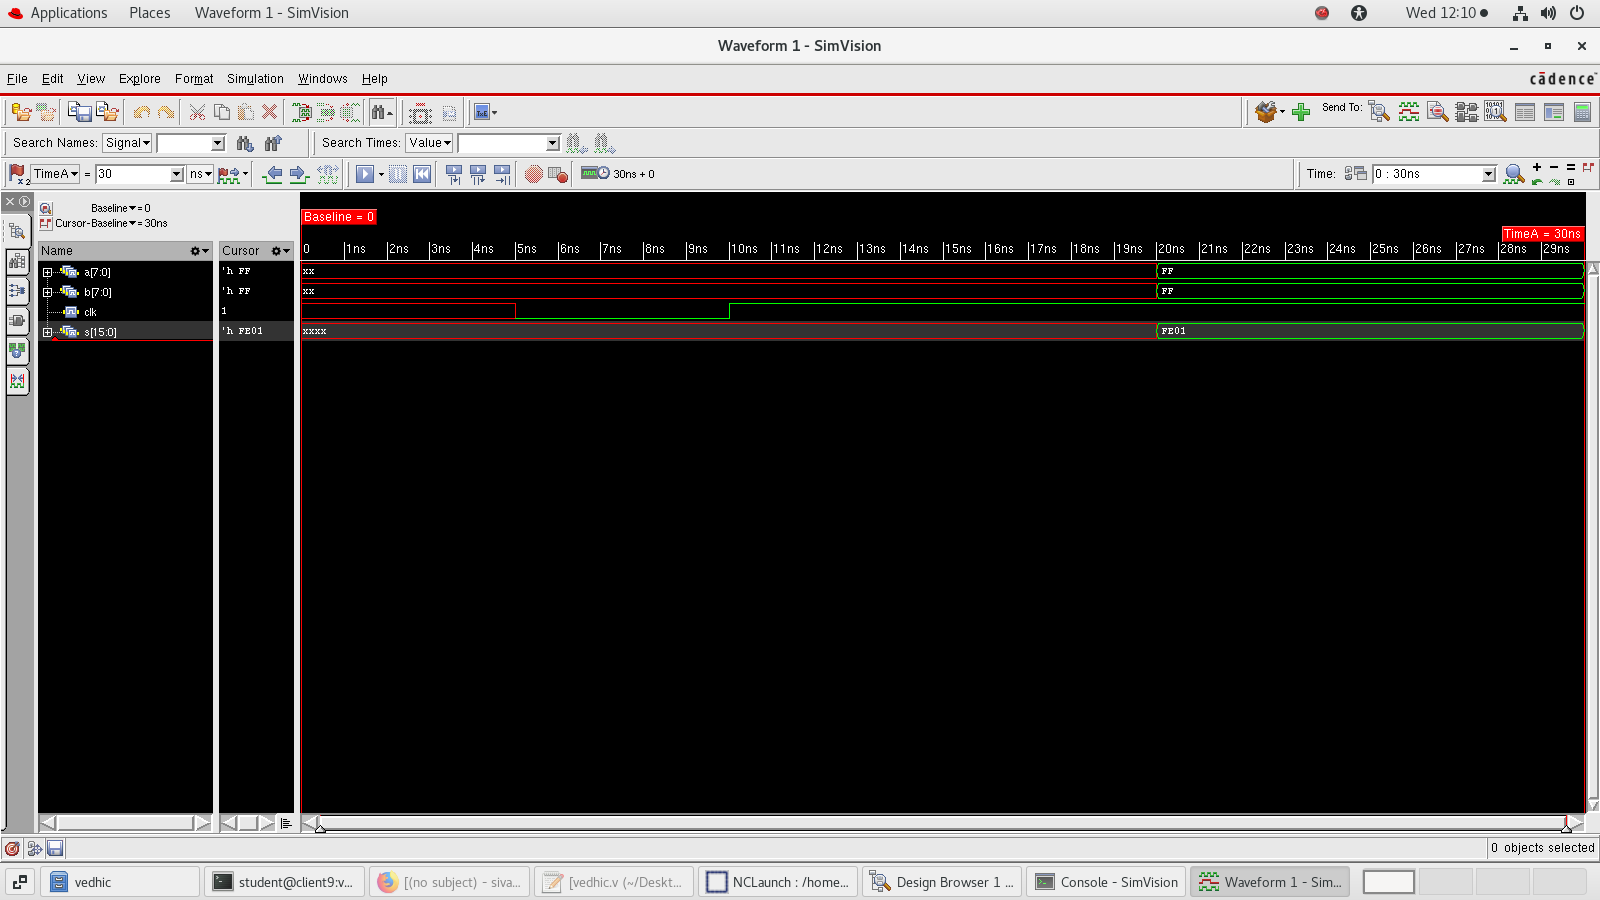 Applications Places Waveform 1 - SimVision Wed 12:10
Waveform 1 - SimVision
File Edit View Explore Format Simulation Windows Help cādence
Send To:
Search Names: Signal Search Times: Value
TimeA = 30 ns 30ns + 0 Time: 0 : 30ns
Baseline = 0
Cursor-Baseline = 30ns
Baseline = 0
TimeA = 30ns
Name Cursor 0 1ns 2ns 3ns 4ns 5ns 6ns 7ns 8ns 9ns 10ns 11ns 12ns 13ns 14ns 15ns 16ns 17ns 18ns 19ns 20ns 21ns 22ns 23ns 24ns 25ns 26ns 27ns 28ns 29ns
a[7:0] 'h FF xx FF
b[7:0] 'h FF xx FF
clk 1
s[15:0] 'h FE01 xxxx FE01
0 objects selected
vedhic student@client9:v... [(no subject) - siva... [vedhic.v (~/Deskt... NCLaunch : /home... Design Browser 1 ... Console - SimVision Waveform 1 - Sim...